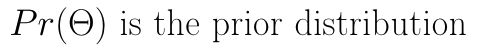 Pr(Θ) is the prior distribution